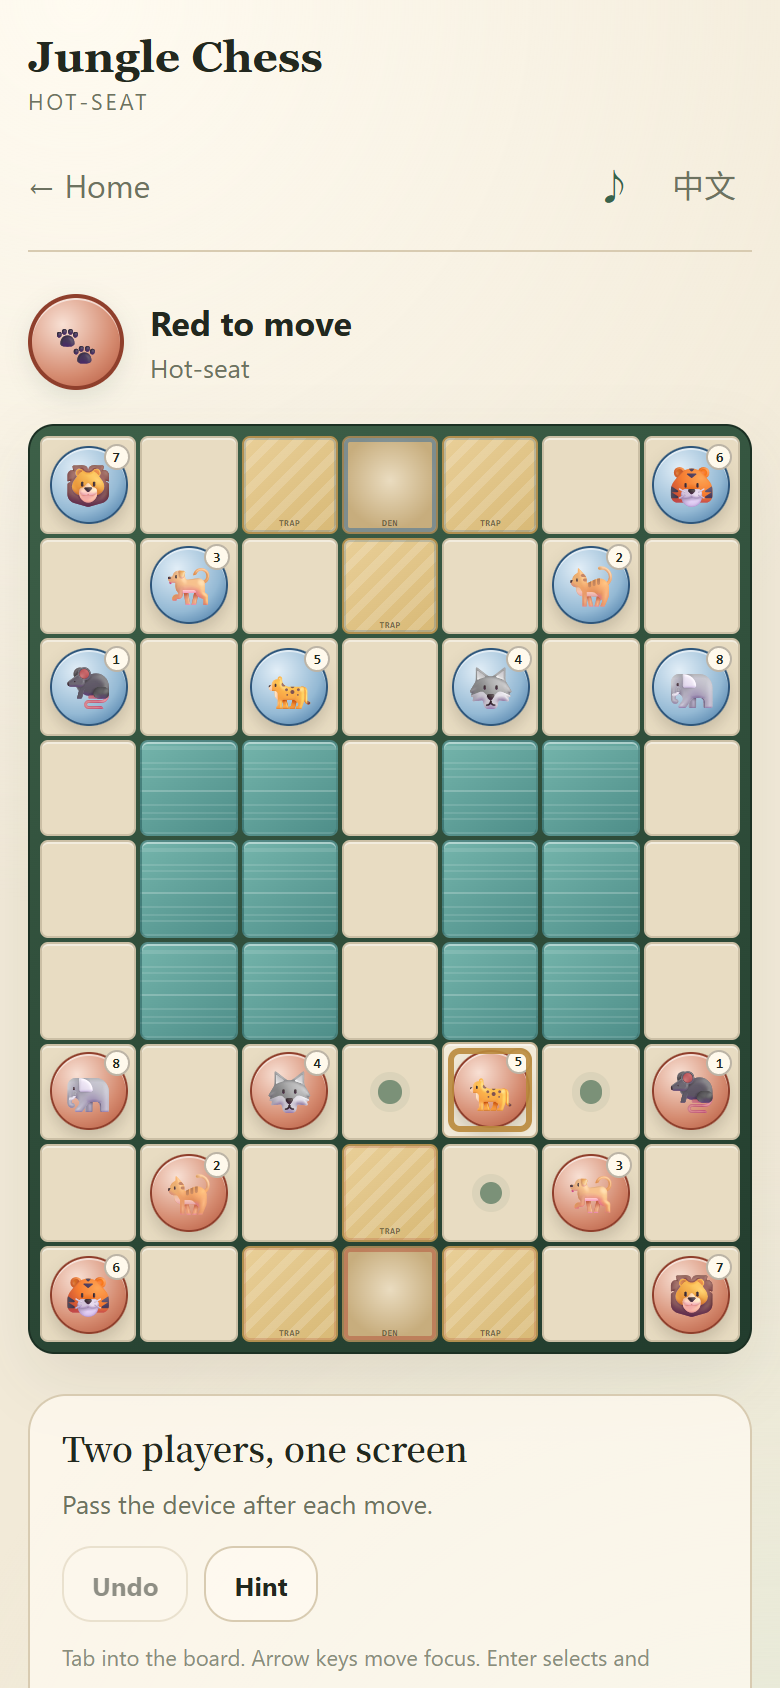 Jungle Chess
HOT-SEAT
← Home
中文
Red to move
Hot-seat
7
TRAP
DEN
TRAP
6
3
TRAP
2
1
5
4
8
8
4
5
1
2
TRAP
3
6
TRAP
DEN
TRAP
7
Two players, one screen
Pass the device after each move.
Undo
Hint
Tab into the board. Arrow keys move focus. Enter selects and